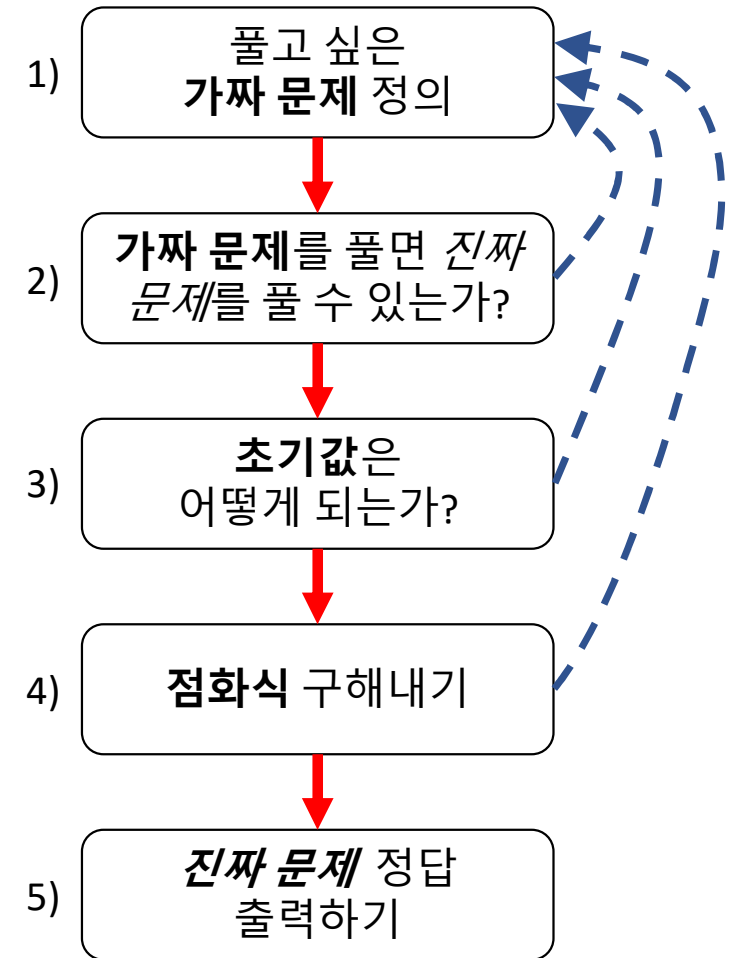 1)
풀고 싶은
가짜 문제 정의
2)
가짜 문제를 풀면 진짜
문제를 풀 수 있는가?
3)
초기값은
어떻게 되는가?
4)
점화식 구해내기
5)
진짜 문제 정답
출력하기